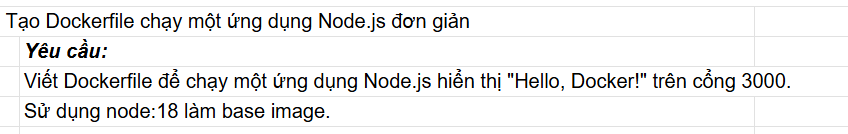 Tạo Dockerfile chạy một ứng dụng Node.js đơn giản
Yêu cầu:
Viết Dockerfile để chạy một ứng dụng Node.js hiển thị "Hello, Docker!" trên cổng 3000.
Sử dụng node:18 làm base image.